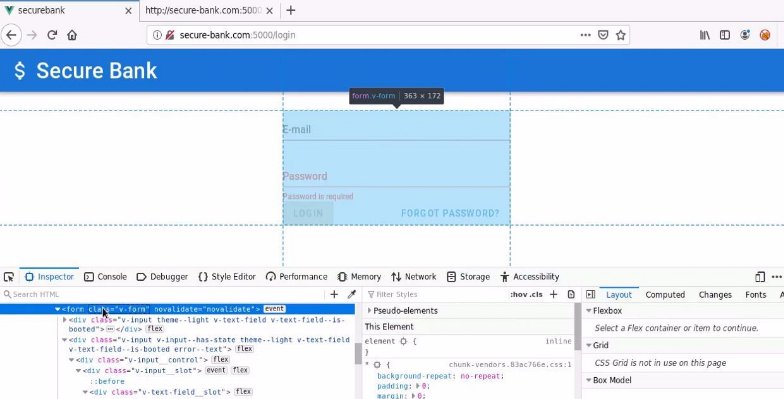 securebank
http://secure-bank.com:5000
secure-bank.com:5000/login
$ Secure Bank
form.v-form | 363 × 172
E-mail
Password
Password is required
LOGIN
FORGOT PASSWORD?
Inspector Console Debugger {} Style Editor Performance Memory Network Storage Accessibility
Search HTML
Filter Styles :hov .cls
Layout Computed Changes Fonts
<form class="v-form" novalidate="novalidate"> event
<div class="v-input theme--light v-text-field v-text-field--is-
booted"> </div> flex
<div class="v-input v-input--has-state theme--light v-text-field
v-text-field--is-booted error--text"> flex
<div class="v-input__control"> flex
<div class="v-input__slot"> event flex
::before
<div class="v-text-field__slot"> flex
Pseudo-elements
This Element
element { inline
}
* { chunk-vendors.83ac766e.css:1
background-repeat: no-repeat;
padding: 0;
margin: 0;
Flexbox
Select a Flex container or item to continue.
Grid
CSS Grid is not in use on this page
Box Model